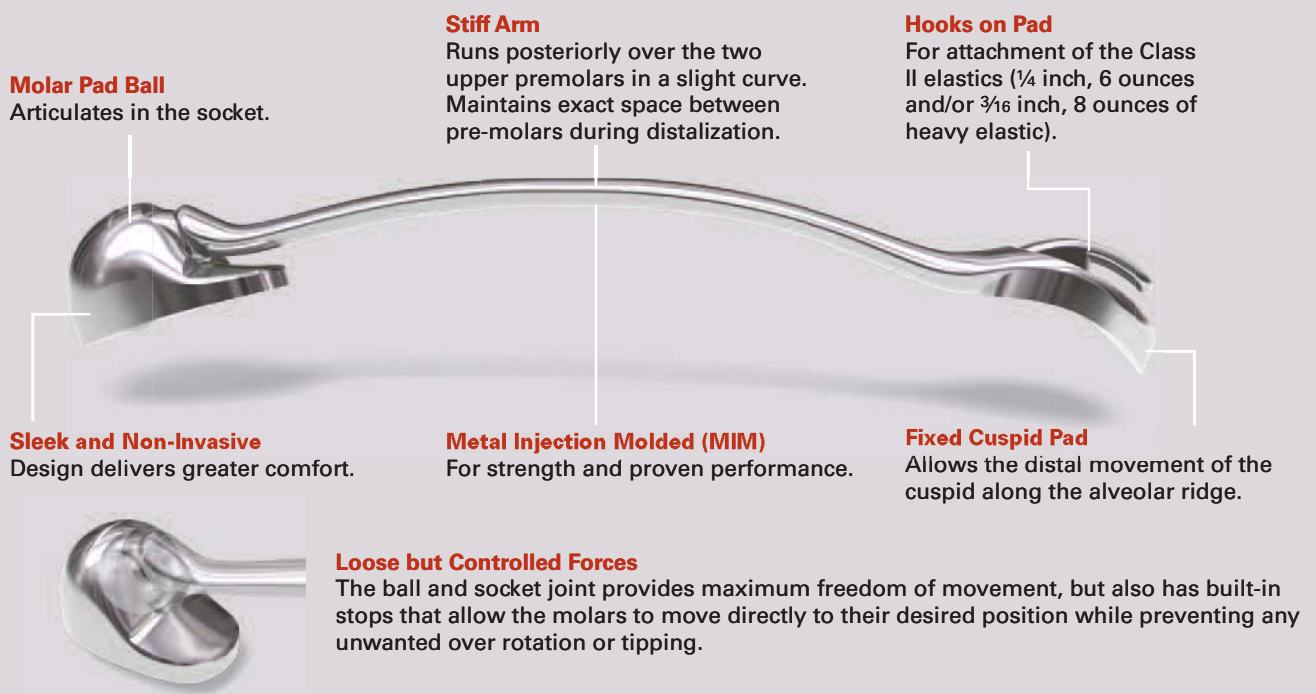 Stiff Arm
Runs posteriorly over the two
upper premolars in a slight curve.
Maintains exact space between
pre-molars during distalization.
Hooks on Pad
For attachment of the Class
II elastics (¼ inch, 6 ounces
and/or 3⁄16 inch, 8 ounces of
heavy elastic).
Molar Pad Ball
Articulates in the socket.
Sleek and Non-Invasive
Design delivers greater comfort.
Metal Injection Molded (MIM)
For strength and proven performance.
Fixed Cuspid Pad
Allows the distal movement of the
cuspid along the alveolar ridge.
Loose but Controlled Forces
The ball and socket joint provides maximum freedom of movement, but also has built-in
stops that allow the molars to move directly to their desired position while preventing any
unwanted over rotation or tipping.